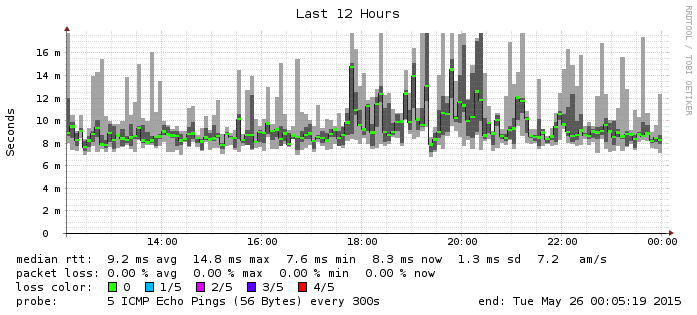 Last 12 Hours
RRDTOOL / TOBI OETIKER
Seconds
16 m
14 m
12 m
10 m
8 m
6 m
4 m
2 m
0
14:00 16:00 18:00 20:00 22:00 00:00
median rtt: 9.2 ms avg 14.8 ms max 7.6 ms min 8.3 ms now 1.3 ms sd 7.2 am/s
packet loss: 0.00 % avg 0.00 % max 0.00 % min 0.00 % now
loss color: 0 1/5 2/5 3/5 4/5
probe: 5 ICMP Echo Pings (56 Bytes) every 300s end: Tue May 26 00:05:19 2015